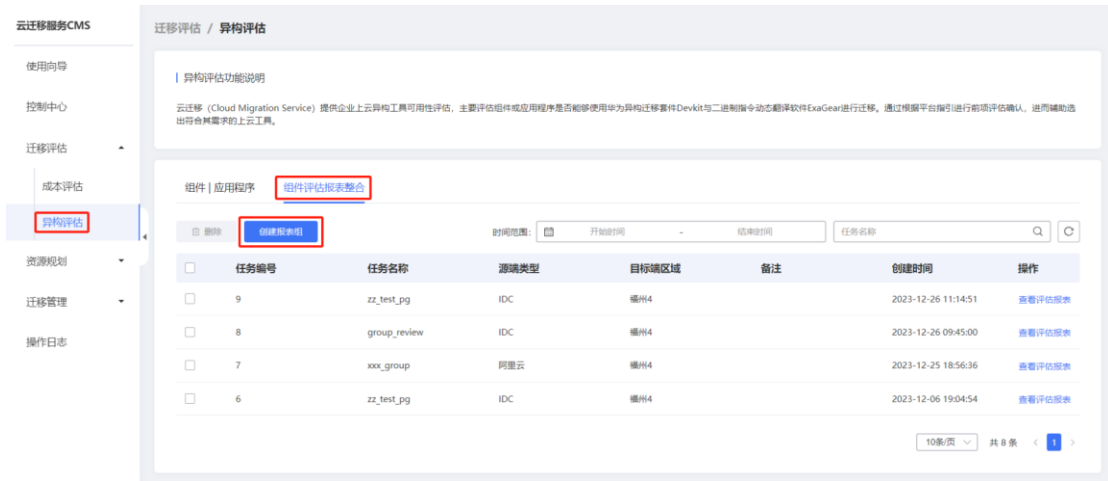 云迁移服务CMS
迁移评估 / 异构评估
使用向导
控制中心
迁移评估
成本评估
异构评估
资源规划
迁移管理
操作日志
异构评估功能说明
云迁移（Cloud Migration Service）提供企业上云异构工具可用性评估，主要评估组件或应用程序是否能够使用华为异构迁移套件Devkit与二进制指令动态翻译软件ExaGear进行迁移。通过根据平台指引进行前项评估确认，进而辅助选
出符合其需求的上云工具。
组件 | 应用程序 组件评估报表整合
删除 创建报表组 时间范围: 开始时间 - 结束时间 任务名称
任务编号 任务名称 源端类型 目标端区域 备注 创建时间 操作
9 zz_test_pg IDC 福州4 2023-12-26 11:14:51 查看评估报表
8 group_review IDC 福州4 2023-12-26 09:45:00 查看评估报表
7 xxx_group 阿里云 福州4 2023-12-25 18:56:36 查看评估报表
6 zz_test_pg IDC 福州4 2023-12-06 19:04:54 查看评估报表
10条/页 共 8 条 < 1 >